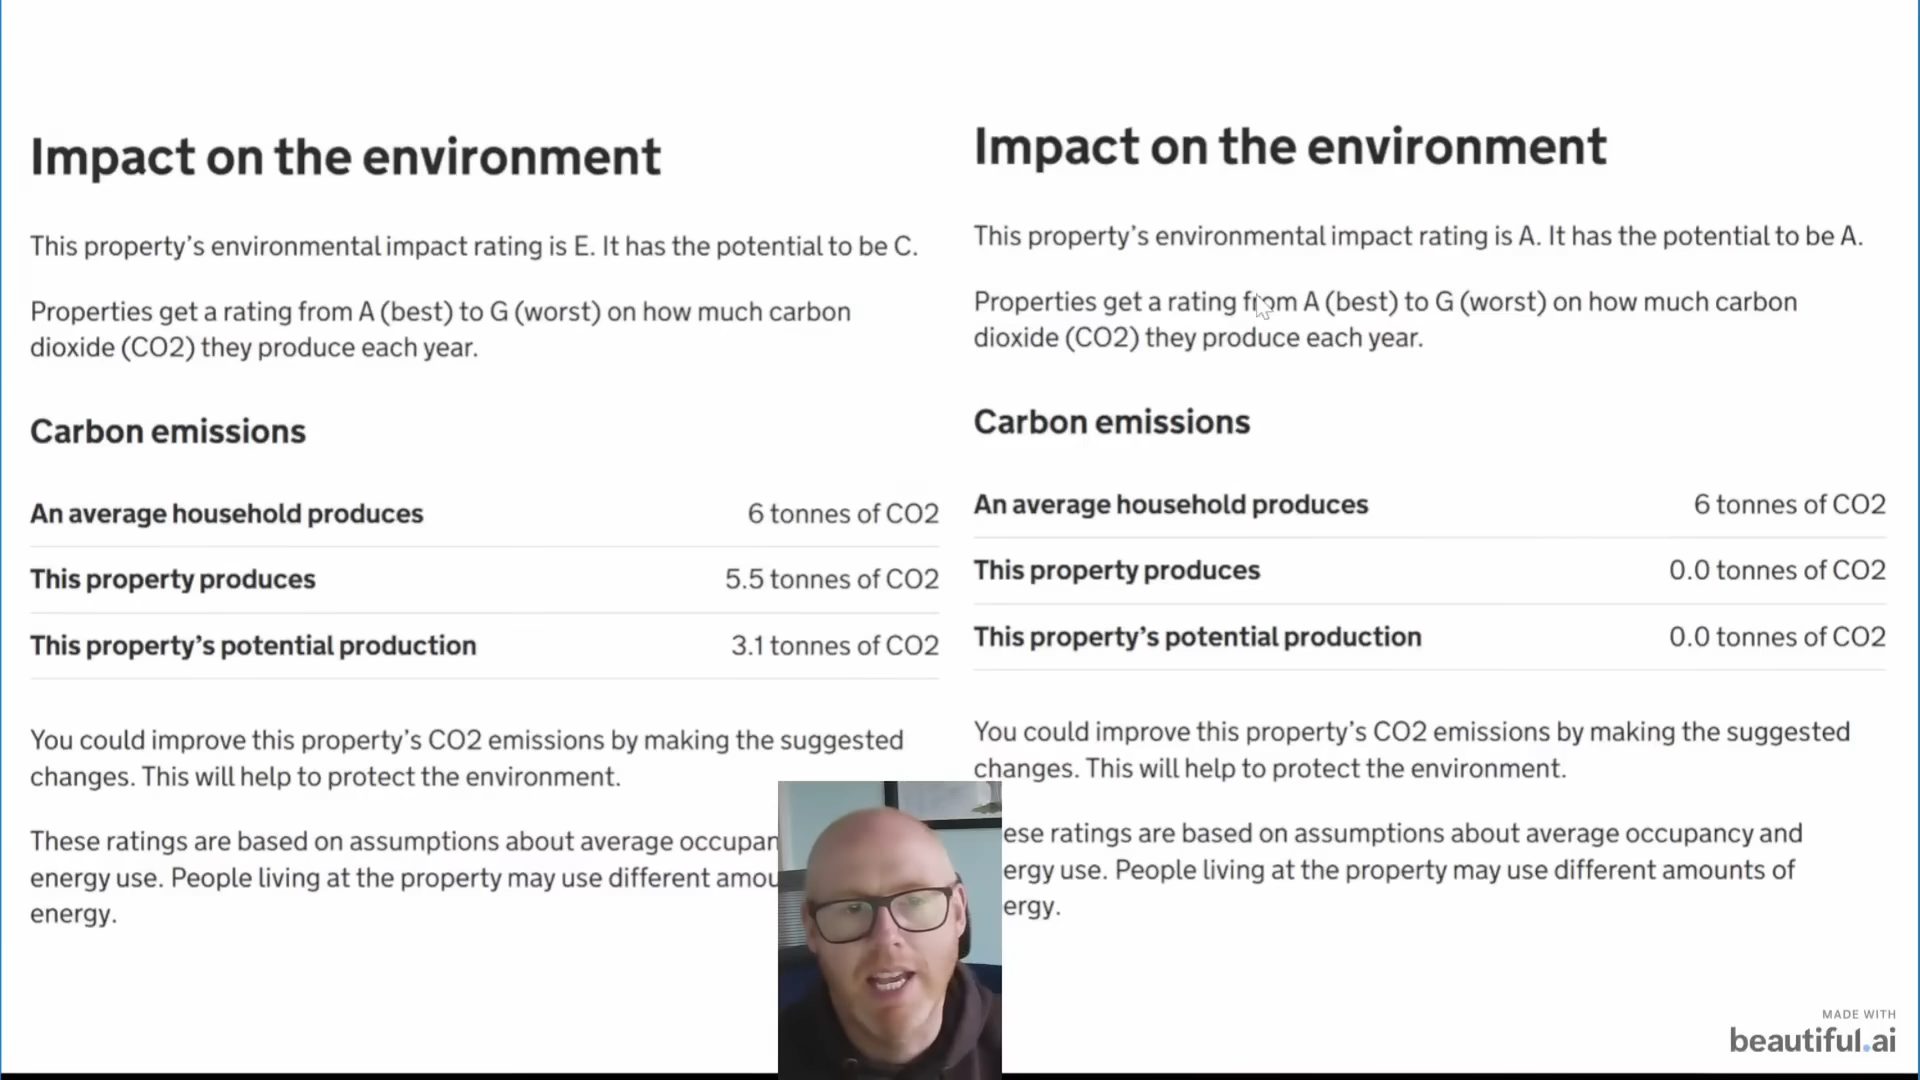 Impact on the environment
This property's environmental impact rating is E. It has the potential to be C.
Properties get a rating from A (best) to G (worst) on how much carbon
dioxide (CO2) they produce each year.
Carbon emissions
An average household produces 6 tonnes of CO2
This property produces 5.5 tonnes of CO2
This property's potential production 3.1 tonnes of CO2
You could improve this property's CO2 emissions by making the suggested
changes. This will help to protect the environment.
These ratings are based on assumptions about average
energy use. People living at the property may use different
energy.
Impact on the environment
This property's environmental impact rating is A. It has the potential to be A.
Properties get a rating from A (best) to G (worst) on how much carbon
dioxide (CO2) they produce each year.
Carbon emissions
An average household produces 6 tonnes of CO2
This property produces 0.0 tonnes of CO2
This property's potential production 0.0 tonnes of CO2
You could improve this property's CO2 emissions by making the suggested
changes. This will help to protect the environment.
ratings are based on assumptions about average occupancy and
use. People living at the property may use different amounts of
MADE WITH
beautiful.ai